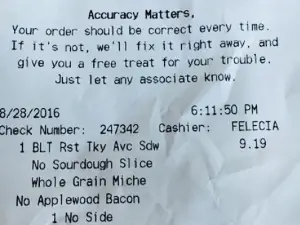 Accuracy Matters.
Your order should be correct every time.
If it's not, we'll fix it right away, and
give you a free treat for your trouble.
Just let any associate know.
8/28/2016 6:11:50 PM
Check Number: 247342 Cashier: FELECIA
1 BLT Rst Tky Avc Sdw 9.19
No Sourdough Slice
Whole Grain Miche
No Applewood Bacon
1 No Side